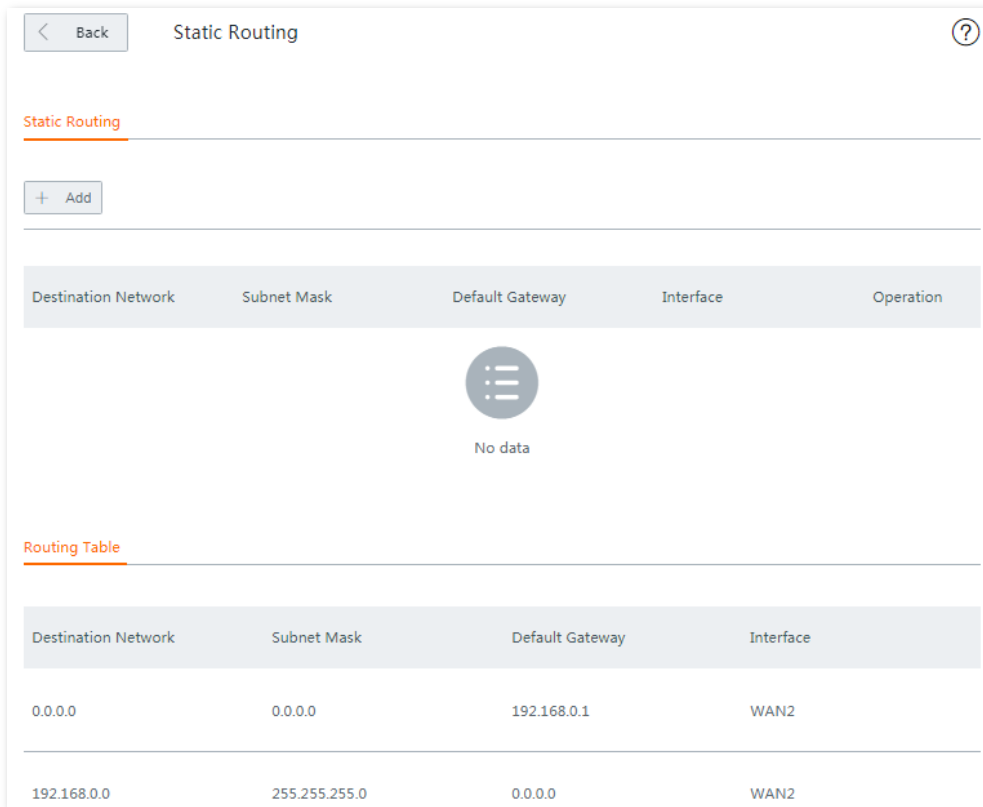 Back Static Routing ?
Static Routing
+ Add
Destination Network Subnet Mask Default Gateway Interface Operation
No data
Routing Table
Destination Network Subnet Mask Default Gateway Interface
0.0.0.0 0.0.0.0 192.168.0.1 WAN2
192.168.0.0 255.255.255.0 0.0.0.0 WAN2